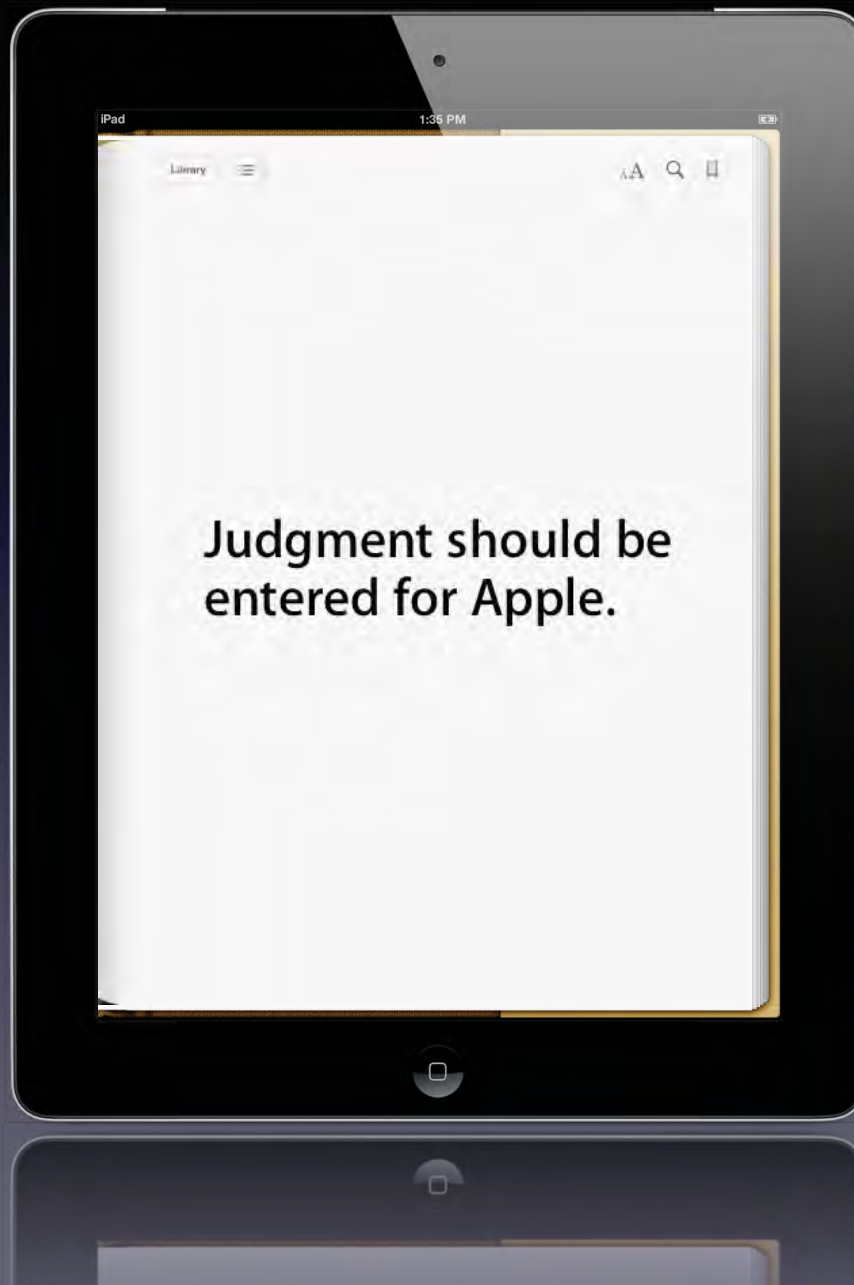 iPad
1:35 PM
Library
AA
Judgment should be
entered for Apple.